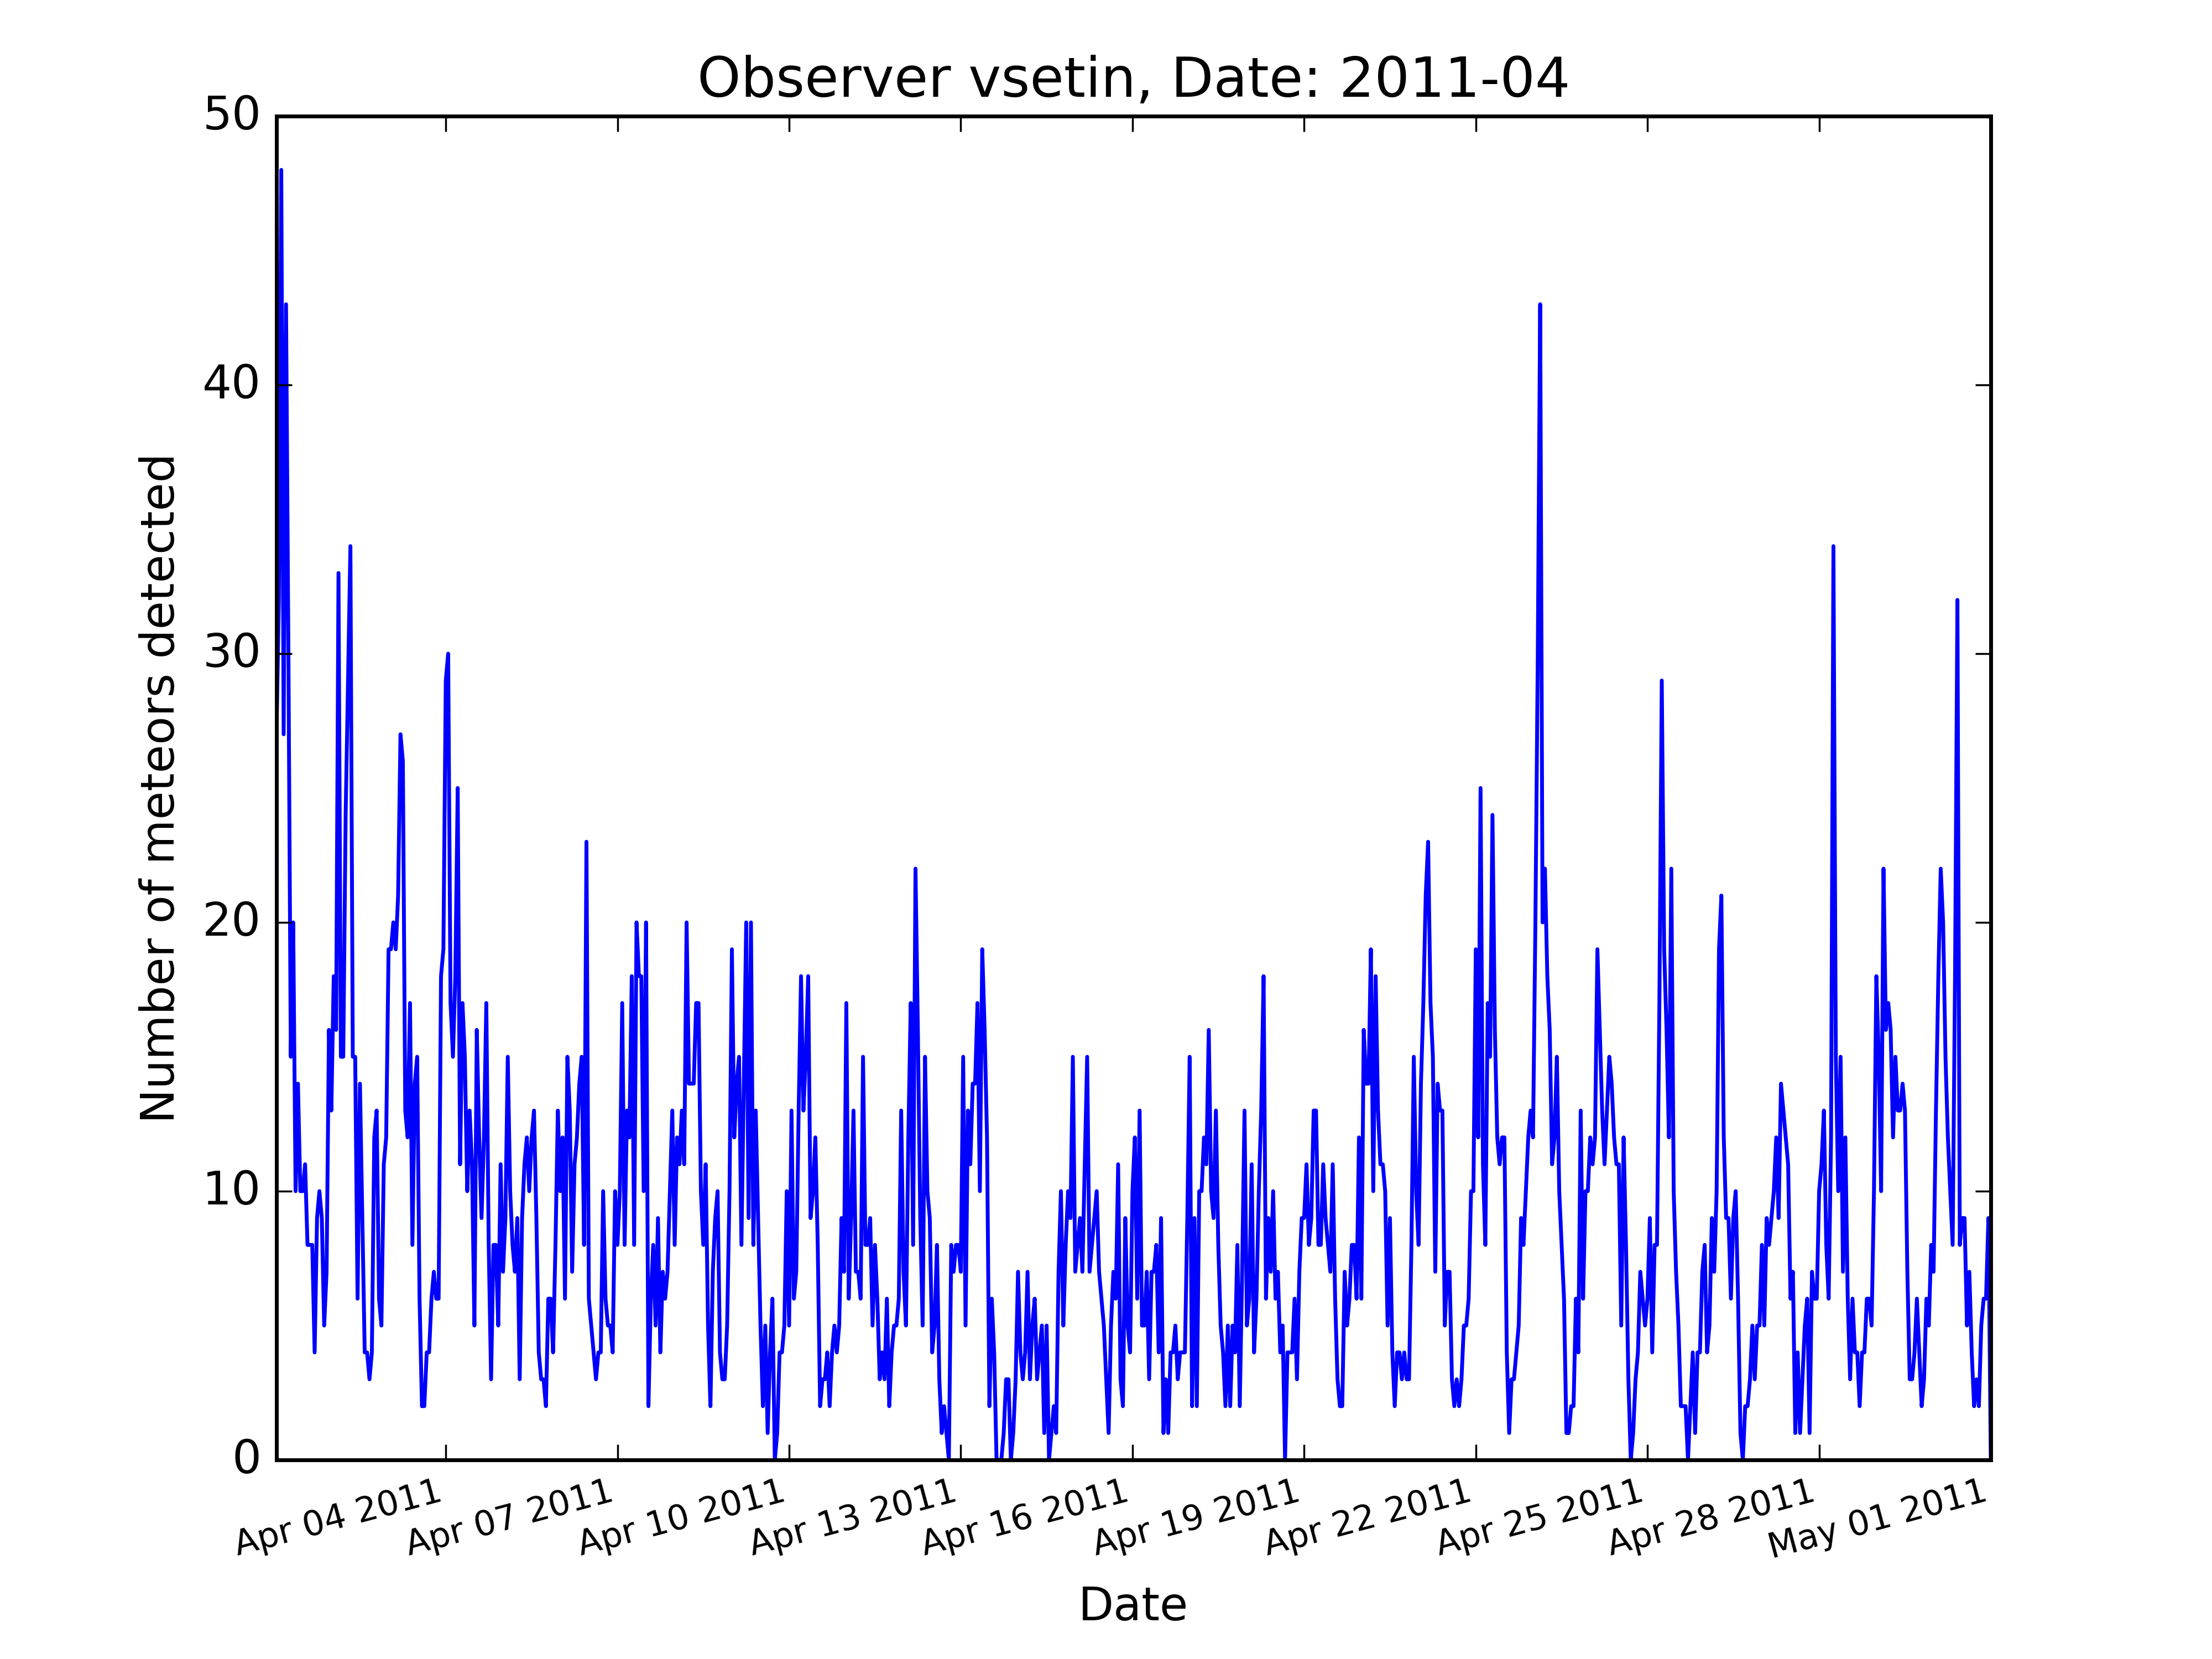 Observer vsetin, Date: 2011-04
50
40
30
20
10
0
Number of meteors detected
Apr 04 2011
Apr 07 2011
Apr 10 2011
Apr 13 2011
Apr 16 2011
Apr 19 2011
Apr 22 2011
Apr 25 2011
Apr 28 2011
May 01 2011
Date